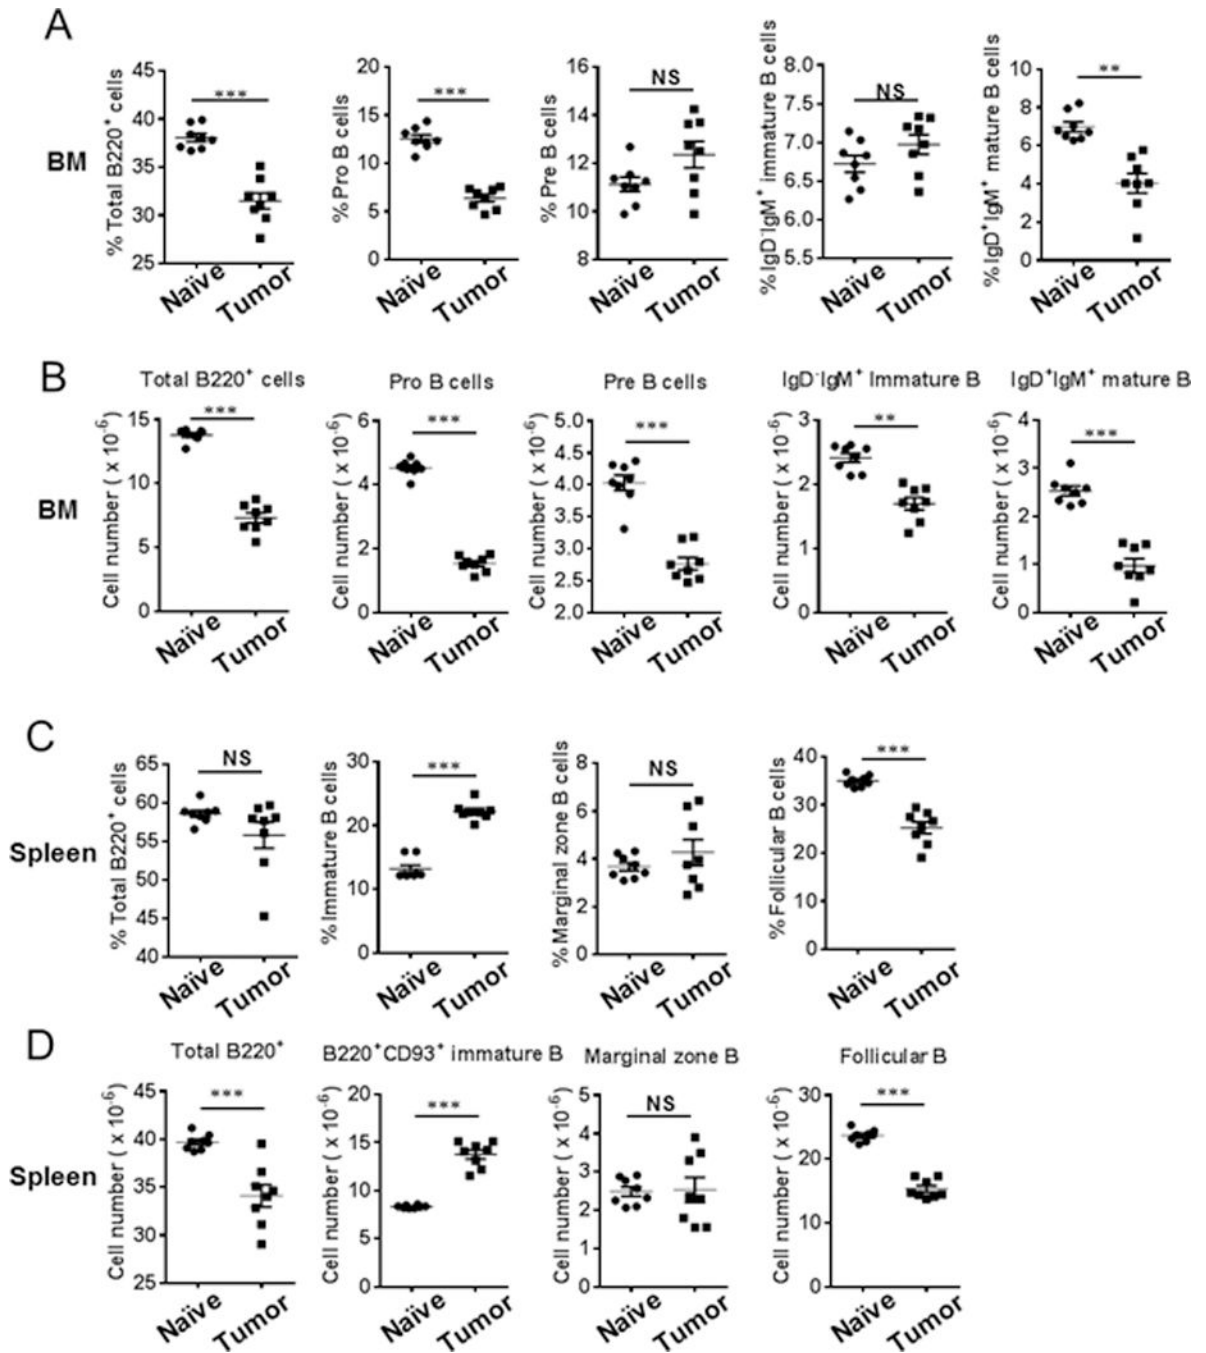 A
BM
% Total B220⁺ cells
45
40
35
30
25
***
Naïve
Tumor
% Pro B cells
20
15
10
5
0
***
Naïve
Tumor
% Pre B cells
16
14
12
10
8
NS
Naïve
Tumor
% IgD⁻IgM⁺ immature B cells
8.0
7.5
7.0
6.5
6.0
5.5
NS
Naïve
Tumor
% IgD⁺IgM⁺ mature B cells
10
8
6
4
2
0
**
Naïve
Tumor
B
BM
Total B220⁺ cells
Cell number ( x 10⁻⁶)
15
10
5
0
***
Naïve
Tumor
Pro B cells
Cell number ( x 10⁻⁶)
6
4
2
0
***
Naïve
Tumor
Pre B cells
Cell number ( x 10⁻⁶)
5.0
4.5
4.0
3.5
3.0
2.5
2.0
***
Naïve
Tumor
IgD⁻IgM⁺ Immature B
Cell number ( x 10⁻⁶)
3
2
1
0
**
Naïve
Tumor
IgD⁺IgM⁺ mature B
Cell number ( x 10⁻⁶)
4
3
2
1
0
***
Naïve
Tumor
C
Spleen
% Total B220⁺ cells
65
60
55
50
45
40
NS
Naïve
Tumor
% Immature B cells
30
20
10
0
***
Naïve
Tumor
% Marginal zone B cells
8
6
4
2
0
NS
Naïve
Tumor
% Follicular B cells
40
30
20
10
0
***
Naïve
Tumor
D
Spleen
Total B220⁺
Cell number ( x 10⁻⁶)
45
40
35
30
25
***
Naïve
Tumor
B220⁺CD93⁺ immature B
Cell number ( x 10⁻⁶)
20
15
10
5
0
***
Naïve
Tumor
Marginal zone B
Cell number ( x 10⁻⁶)
5
4
3
2
1
0
NS
Naïve
Tumor
Follicular B
Cell number ( x 10⁻⁶)
30
20
10
0
***
Naïve
Tumor